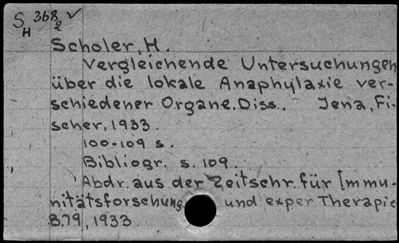 S 368 v
H 2
Scholer, H.
Vergleichende Untersuchungen
über die lokale Anaphylaxie ver-
schiedener Organe. Diss. Jena, Fi-
scher, 1933.
100-109 s.
Bibliogr. s. 109.
Abdr. aus der Zeitschr. für Immu-
nitätsforschung und exper Therapie
B.79, 1933